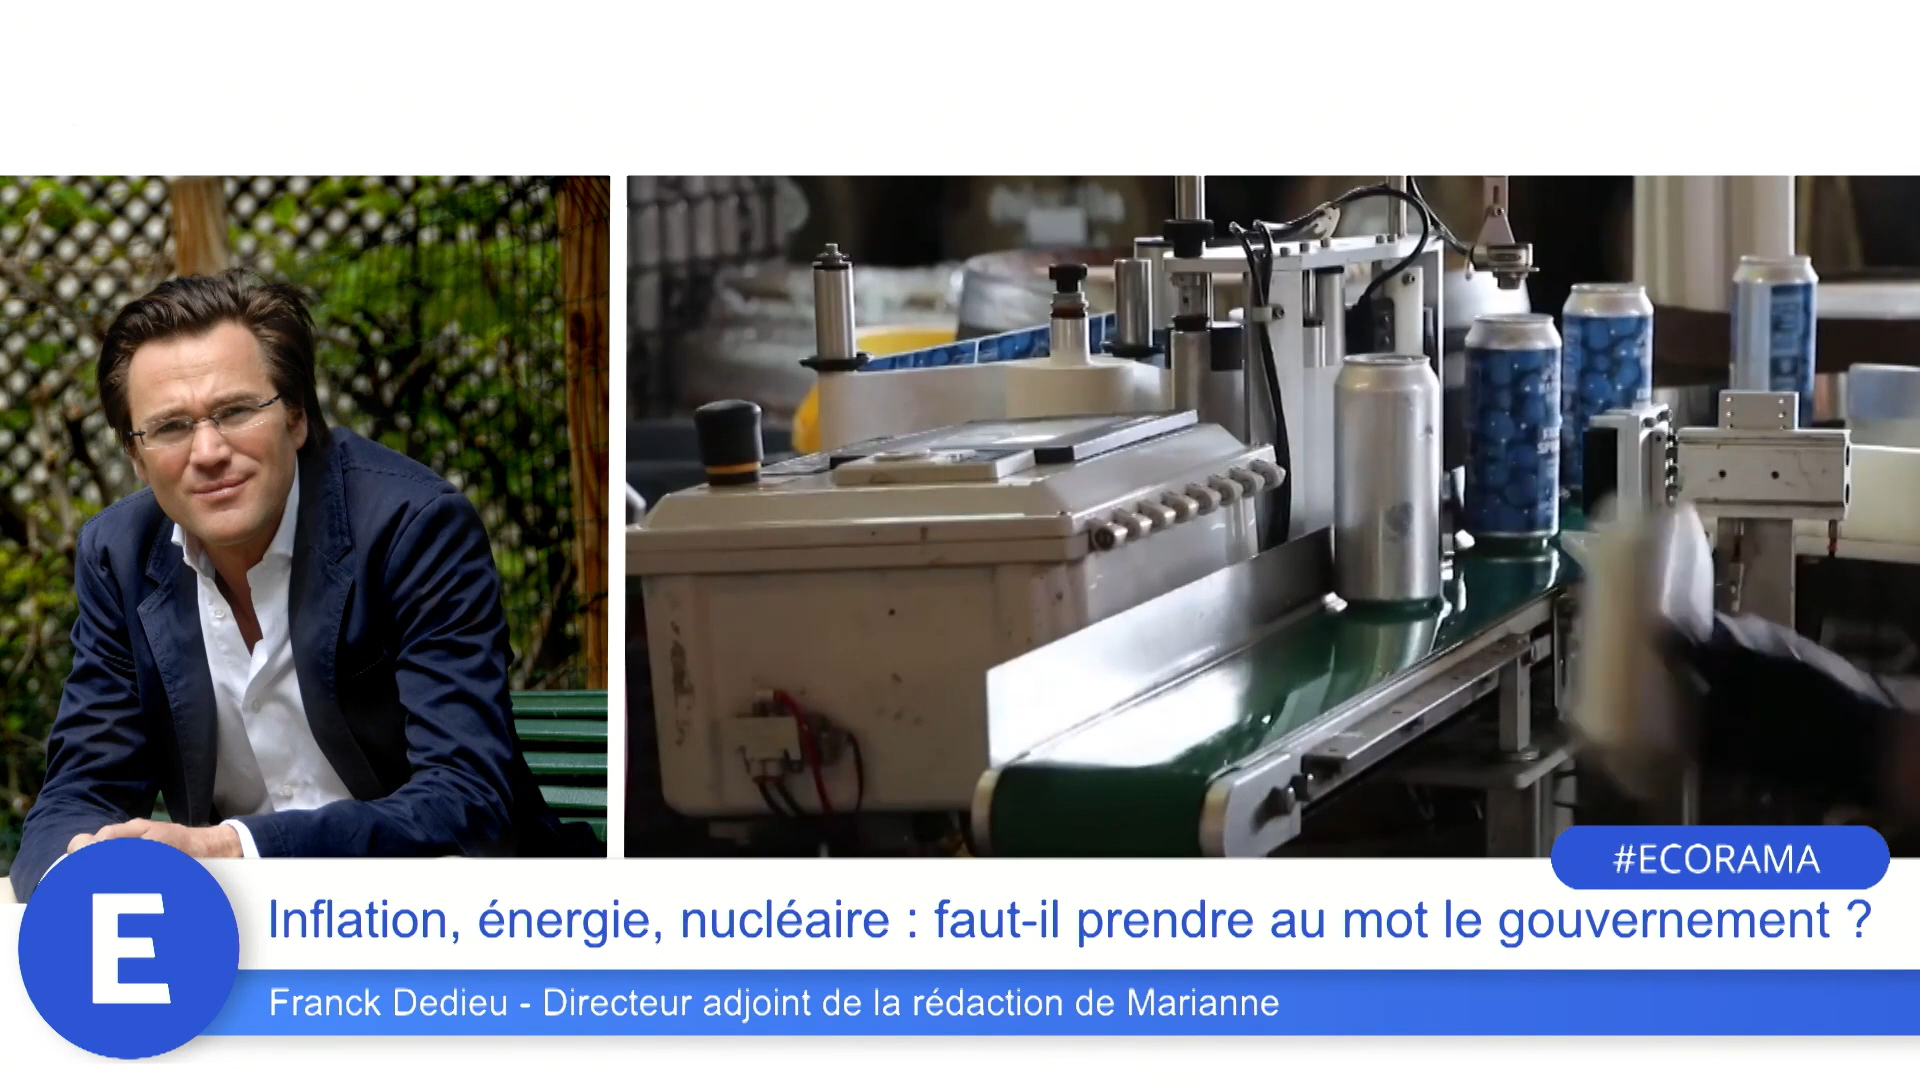 #ECORAMA
E
Inflation, énergie, nucléaire : faut-il prendre au mot le gouvernement ?
Franck Dedieu - Directeur adjoint de la rédaction de Marianne